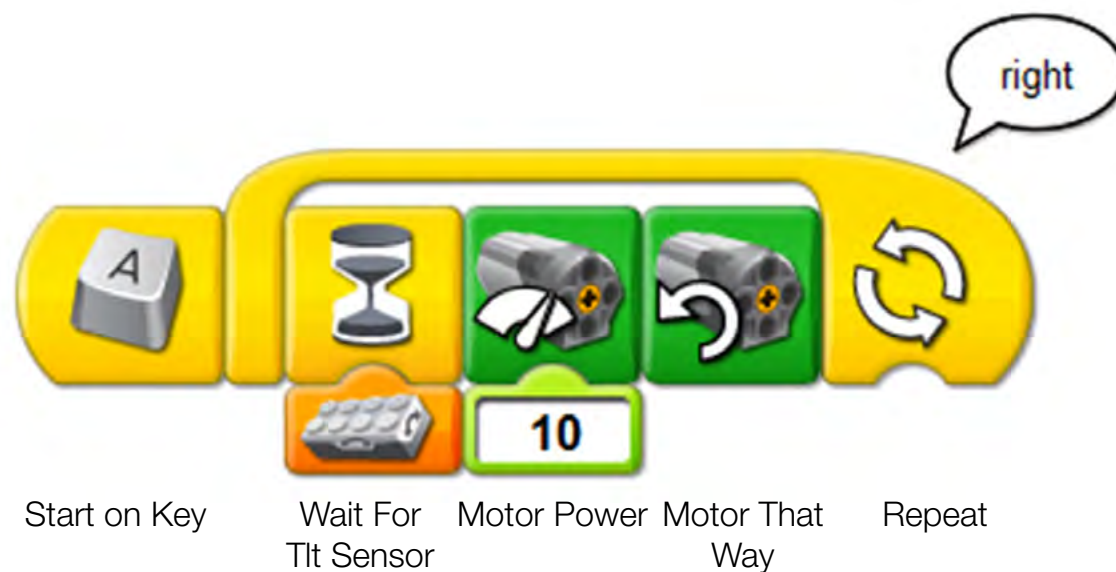 right
A
10
Start on Key
Wait For
Tlt Sensor
Motor Power
Motor That
Way
Repeat